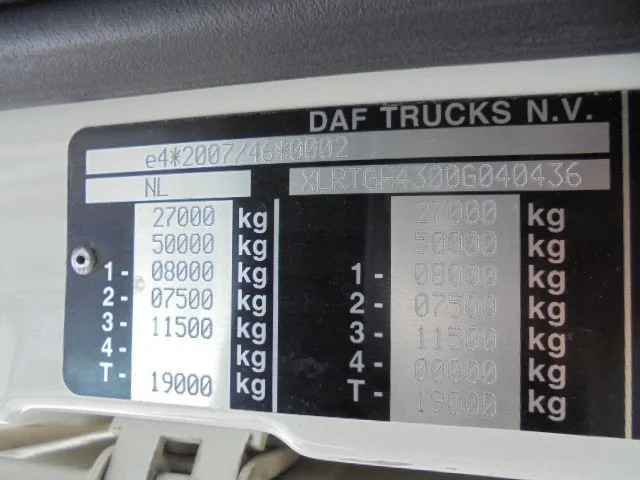 DAF TRUCKS N.V.
e4*2007/46*0002
NL XLRTGH4300G040436
27000 kg 27000 kg
50000 kg 50000 kg
1- 08000 kg 1- 08000 kg
2- 07500 kg 2- 07500 kg
3- 11500 kg 3- 11500 kg
4- kg 4- 00000 kg
T- 19000 kg T- 19000 kg